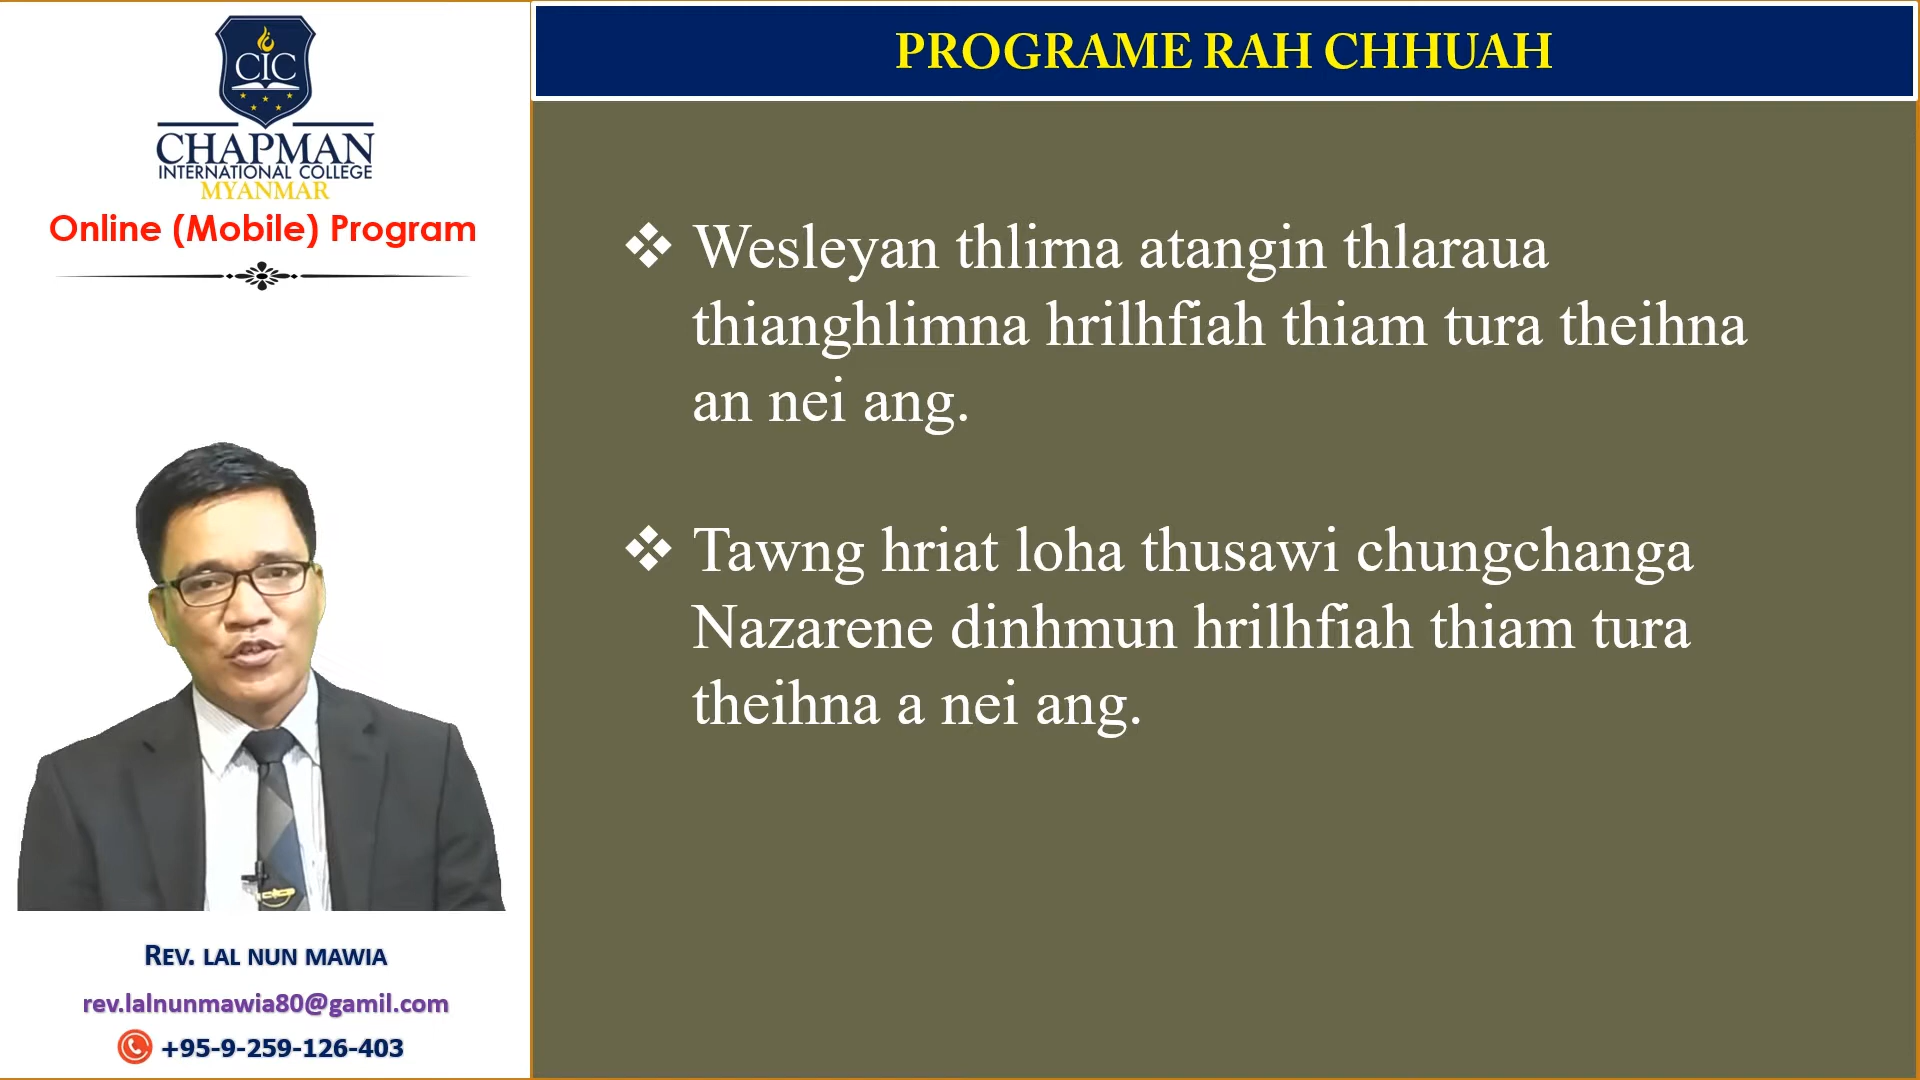 CIC
CHAPMAN
INTERNATIONAL COLLEGE
MYANMAR
Online (Mobile) Program
REV. LAL NUN MAWIA
rev.lalnunmawia80@gamil.com
+95-9-259-126-403
PROGRAME RAH CHHUAH
❖ Wesleyan thlirna atangin thlaraua
thianghlimna hrilhfiah thiam tura theihna
an nei ang.
❖ Tawng hriat loha thusawi chungchanga
Nazarene dinhmun hrilhfiah thiam tura
theihna a nei ang.